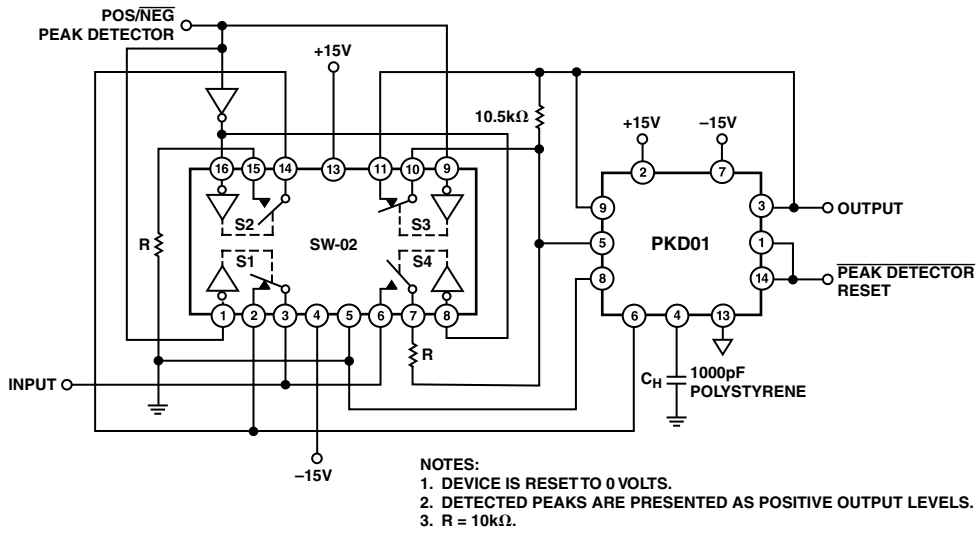 POS/NEG
PEAK DETECTOR
+15V
10.5kΩ
+15V
–15V
16
15
14
13
11
10
9
2
7
9
3
OUTPUT
S2
S3
R
SW-02
5
PKD01
1
S1
S4
8
14
PEAK DETECTOR
RESET
1
2
3
4
5
6
7
8
6
4
13
R
INPUT
CH
1000pF
POLYSTYRENE
–15V
NOTES:
1. DEVICE IS RESET TO 0 VOLTS.
2. DETECTED PEAKS ARE PRESENTED AS POSITIVE OUTPUT LEVELS.
3. R = 10kΩ.